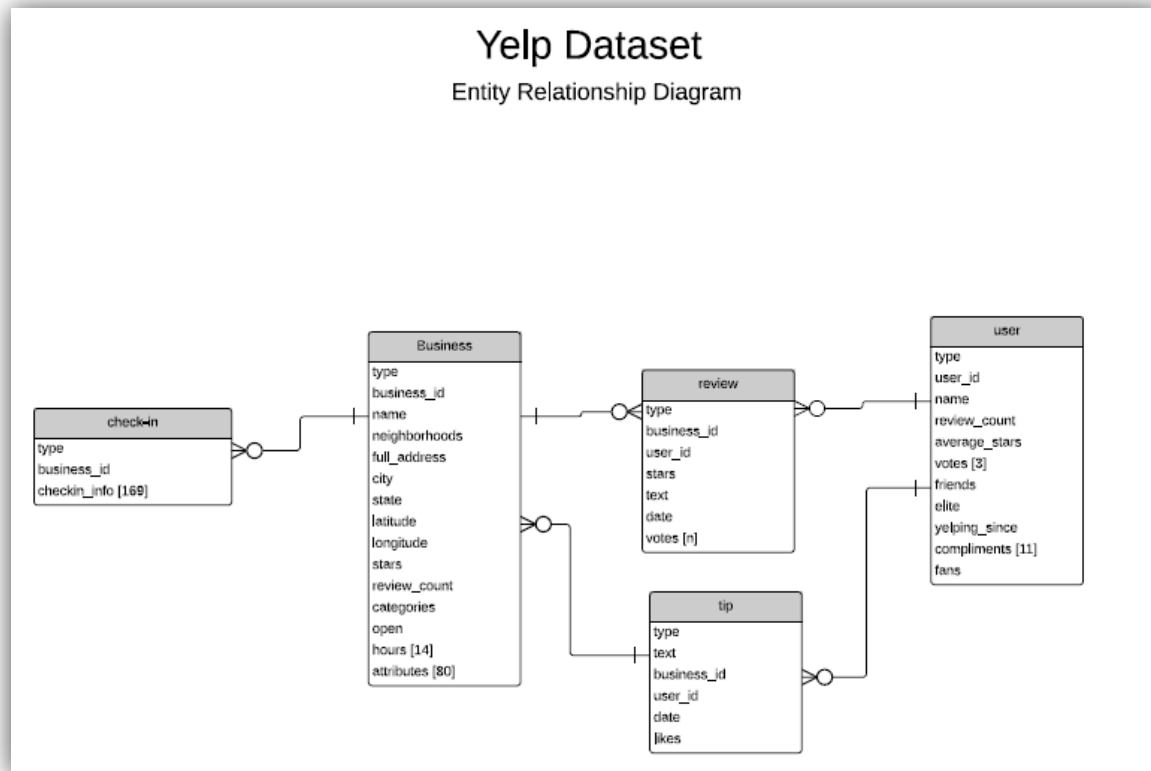 Yelp Dataset
Entity Relationship Diagram
check-in
type
business_id
checkin_info [169]
Business
type
business_id
name
neighborhoods
full_address
city
state
latitude
longitude
stars
review_count
categories
open
hours [14]
attributes [80]
review
type
business_id
user_id
stars
text
date
votes [n]
tip
type
text
business_id
user_id
date
likes
user
type
user_id
name
review_count
average_stars
votes [3]
friends
elite
yelping_since
compliments [11]
fans